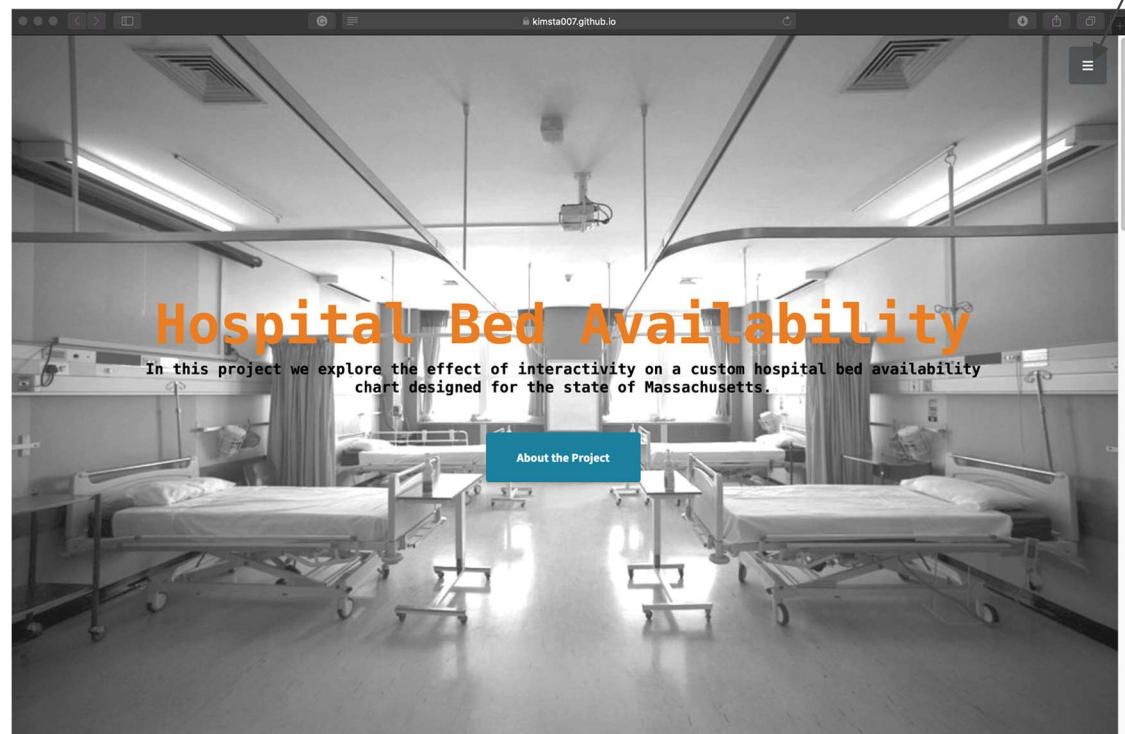 kimsta007.github.io
Hospital Bed Availability
In this project we explore the effect of interactivity on a custom hospital bed availability
chart designed for the state of Massachusetts.
About the Project